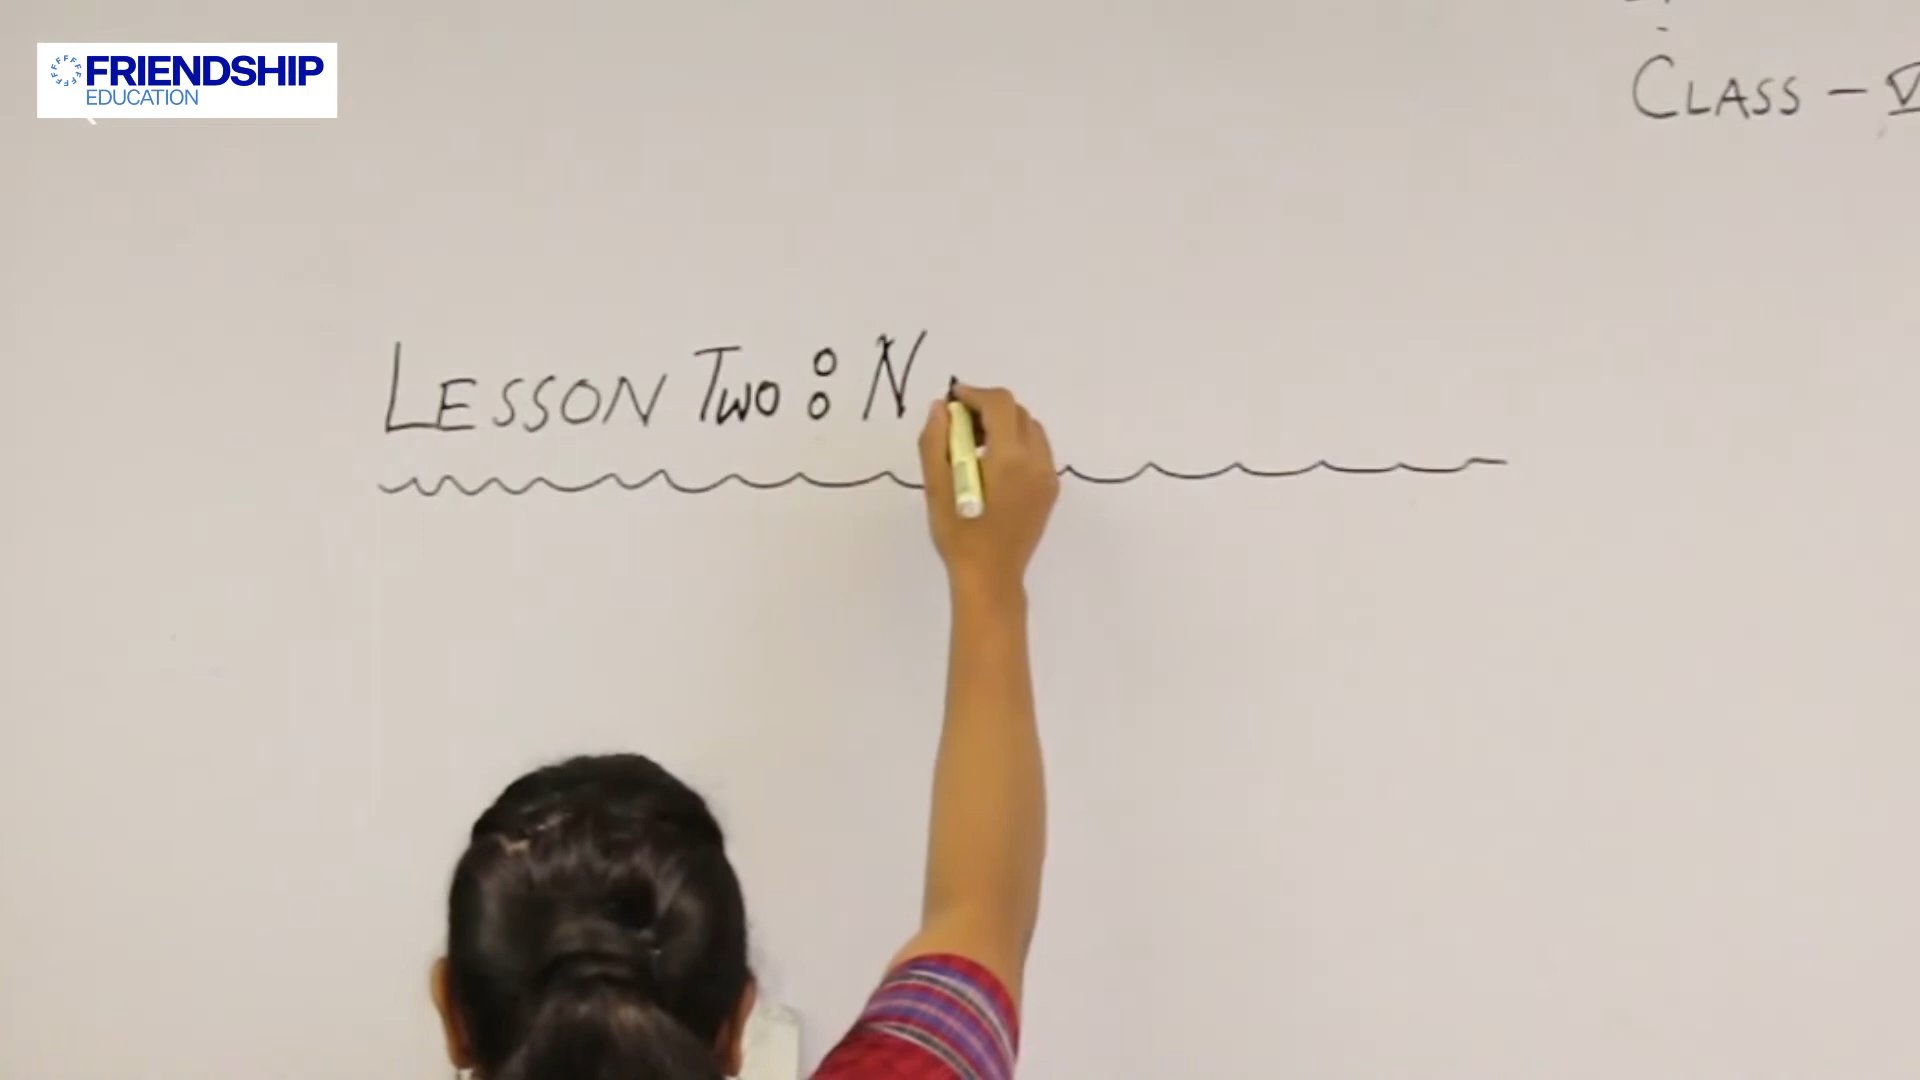 FRIENDSHIP
EDUCATION
CLASS - V
LESSON TWO : N